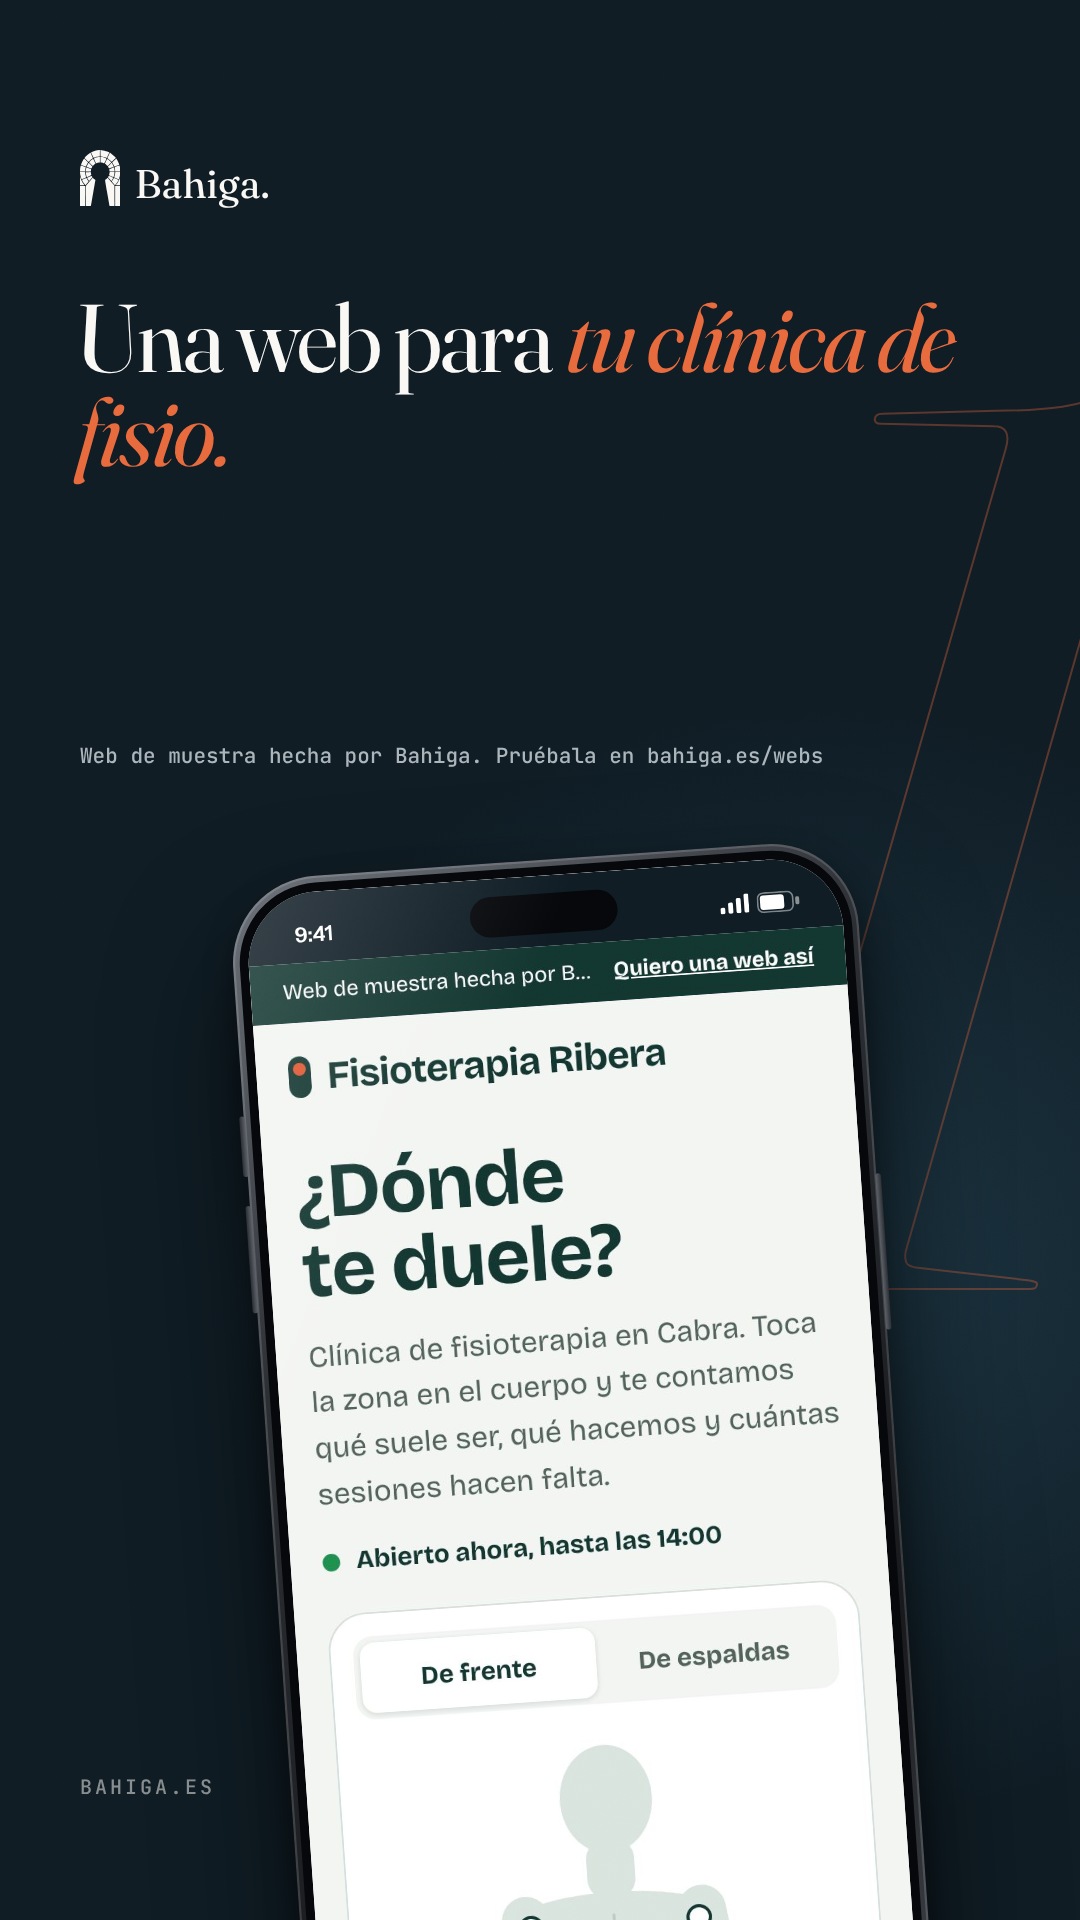 Bahiga.
Una web para tu clínica de
fisio.
Web de muestra hecha por Bahiga. Pruébala en bahiga.es/webs
9:41
Web de muestra hecha por B... Quiero una web así
Fisioterapia Ribera
¿Dónde
te duele?
Clínica de fisioterapia en Cabra. Toca
la zona en el cuerpo y te contamos
qué suele ser, qué hacemos y cuántas
sesiones hacen falta.
Abierto ahora, hasta las 14:00
De frente De espaldas
BAHIGA.ES